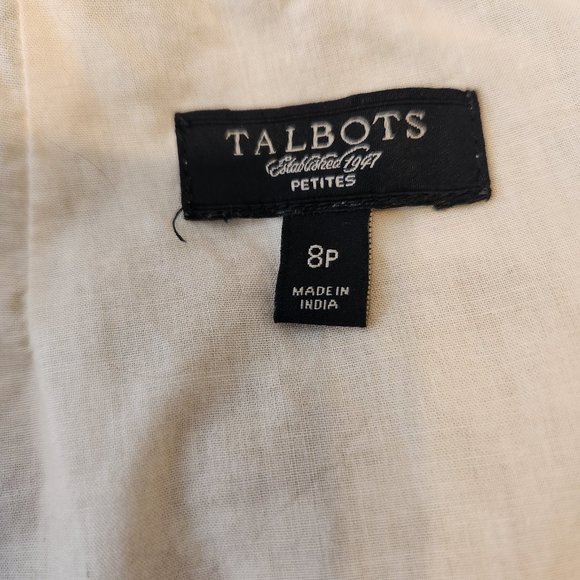 TALBOTS
Established 1947
PETITES
8P
MADE IN
INDIA